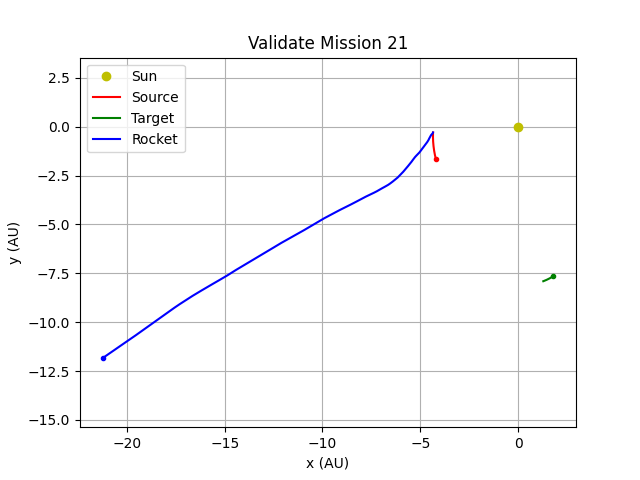 Validate Mission 21
Sun
Source
Target
Rocket
2.5
0.0
−2.5
−5.0
−7.5
−10.0
−12.5
−15.0
y (AU)
−20
−15
−10
−5
0
x (AU)